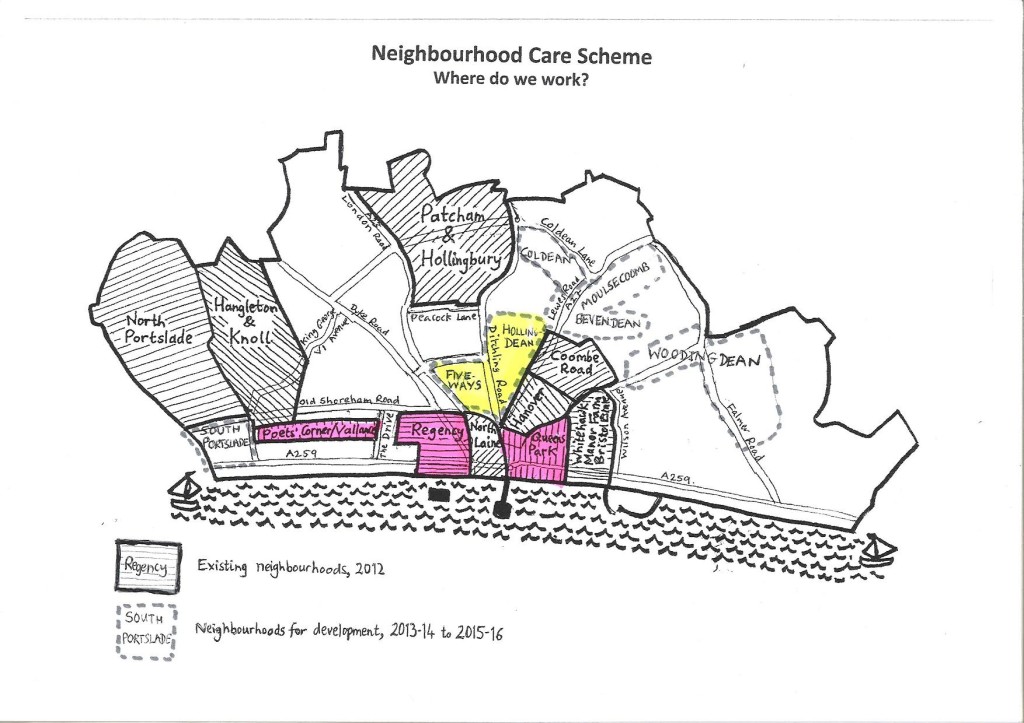 Neighbourhood Care Scheme
Where do we work?
London Road
A23
Patcham
&
Hollingbury
Coldean Lane
COLDEAN
Lewes Road
A27
MOULSECOOMB
BEVENDEAN
North
Portslade
Hangleton
&
Knoll
King George
VI Avenue
Dyke Road
Peacock Lane
Ditchling Road
HOLLING
DEAN
Coombe
Road
WOODINGDEAN
FIVE-
WAYS
Hanover
Falmer Road
Old Shoreham Road
SOUTH
PORTSLADE
Poets' Corner/Vallance
The Drive
Regency
North
Laine
Queens
Park
Whitehawk
Manor Farm
Bristol Estate
Wilson Avenue
A259
A259
Regency
Existing neighbourhoods, 2012
SOUTH
PORTSLADE
Neighbourhoods for development, 2013-14 to 2015-16